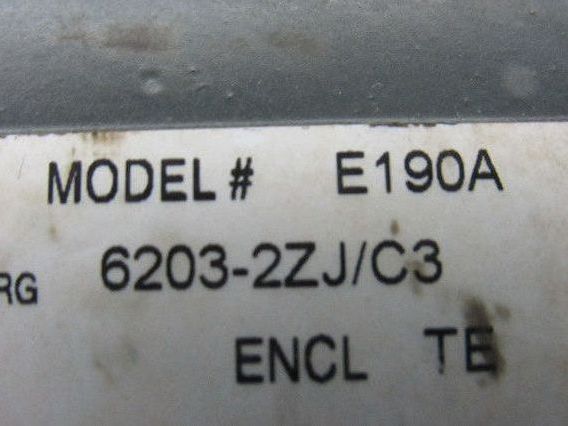 MODEL # E190A
RG 6203-2ZJ/C3
ENCL TE